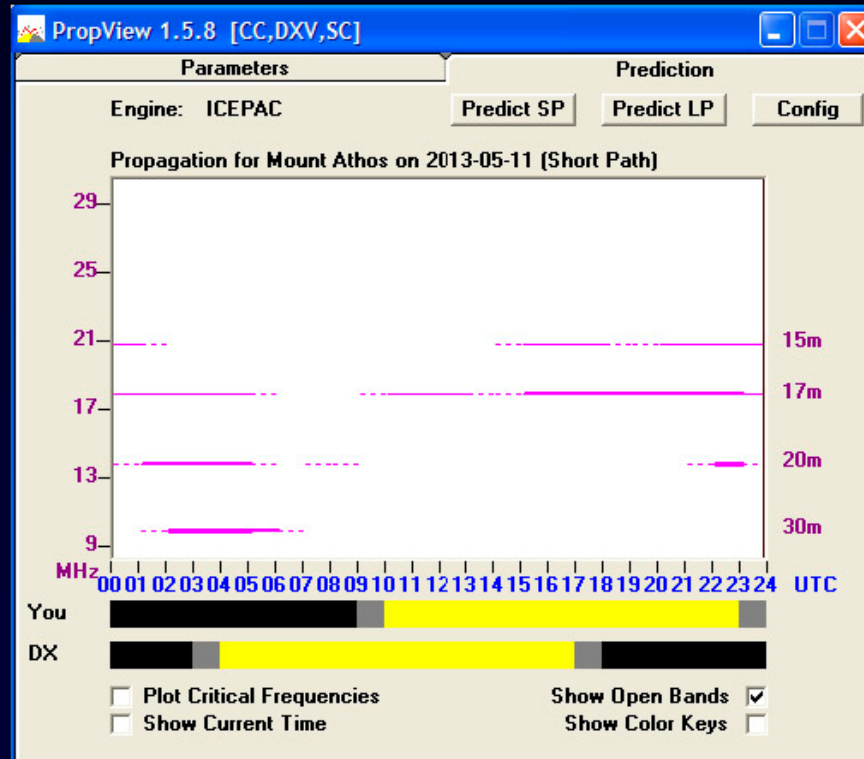 PropView 1.5.8 [CC,DXV,SC]
Parameters Prediction
Engine: ICEPAC Predict SP Predict LP Config
Propagation for Mount Athos on 2013-05-11 (Short Path)
29
25
21 15m
17 17m
13 20m
9 30m
MHz 00 01 02 03 04 05 06 07 08 09 10 11 12 13 14 15 16 17 18 19 20 21 22 23 24 UTC
You
DX
Plot Critical Frequencies Show Open Bands
Show Current Time Show Color Keys